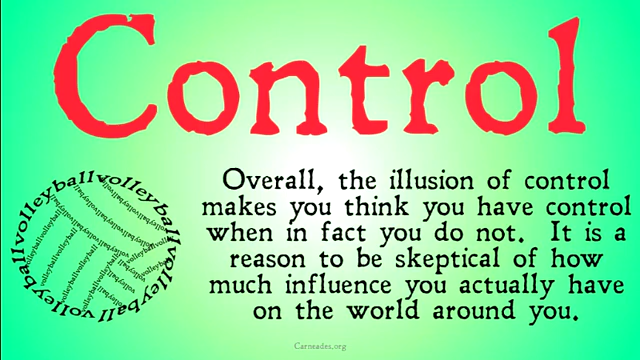 Control
Overall, the illusion of control
makes you think you have control
when in fact you do not.  It is a
reason to be skeptical of how
much influence you actually have
on the world around you.
volleyballvolleyballvolleyballvolleyballvolleyball
Carneades.org